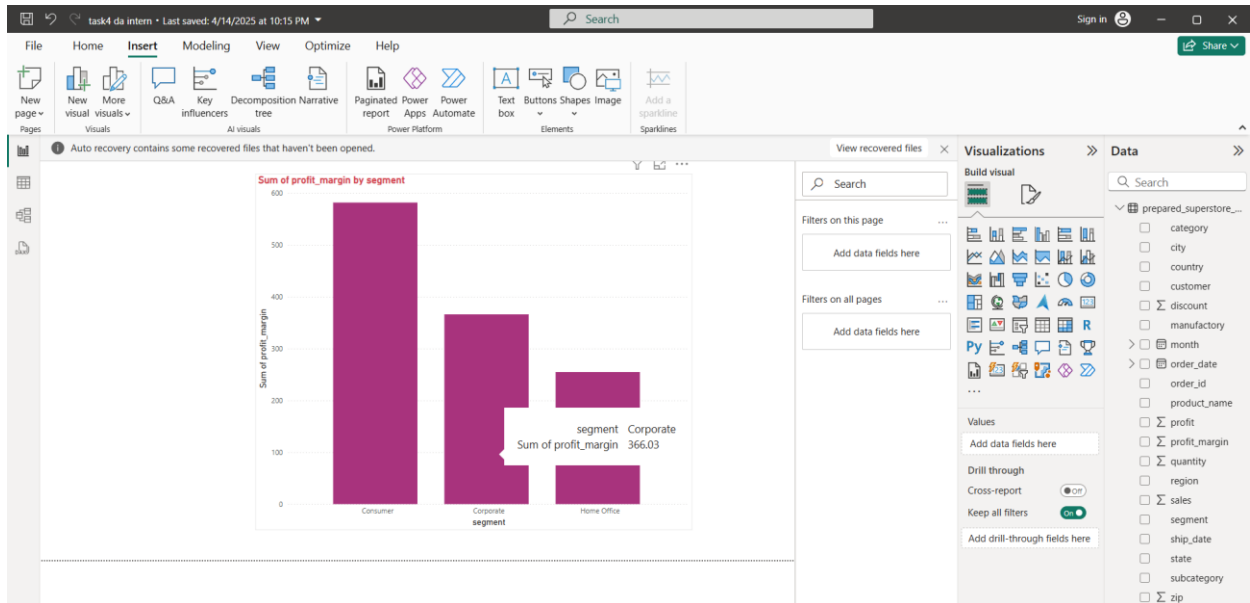 task4 da intern • Last saved: 4/14/2025 at 10:15 PM
Search
Sign in
File Home Insert Modeling View Optimize Help
Share
New page
New visual
More visuals
Q&A
Key influencers
Decomposition tree
Narrative
Paginated report
Power Apps
Power Automate
Text box
Buttons
Shapes
Image
Add a sparkline
Pages
Visuals
AI visuals
Power Platform
Elements
Sparklines
Auto recovery contains some recovered files that haven't been opened.
View recovered files
Sum of profit_margin by segment
600
500
400
300
200
100
0
Sum of profit_margin
Consumer
Corporate
Home Office
segment
segment Corporate
Sum of profit_margin 366.03
Search
Filters on this page
...
Add data fields here
Filters on all pages
...
Add data fields here
Visualizations
Build visual
123
R
Py
...
Values
Add data fields here
Drill through
Cross-report
Off
Keep all filters
On
Add drill-through fields here
Data
Search
prepared_superstore_...
category
city
country
customer
∑ discount
manufactory
month
order_date
order_id
product_name
∑ profit
∑ profit_margin
∑ quantity
region
∑ sales
segment
ship_date
state
subcategory
∑ zip